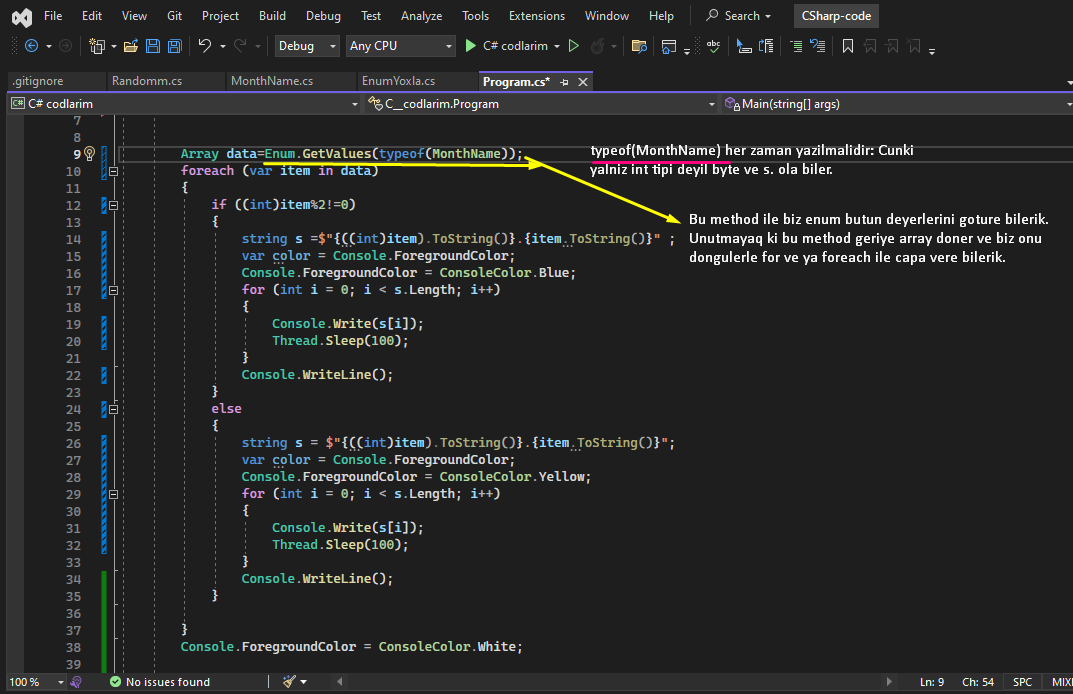 File Edit View Git Project Build Debug Test Analyze Tools Extensions Window Help Search CSharp-code
Debug Any CPU C# codlarim
.gitignore Randomm.cs MonthName.cs EnumYoxla.cs Program.cs*
C# codlarim C__codlarim.Program Main(string[] args)
7
8
9 Array data=Enum.GetValues(typeof(MonthName));
typeof(MonthName) her zaman yazilmalidir: Cunki
yalniz int tipi deyil byte ve s. ola biler.
10 foreach (var item in data)
11 {
12 if ((int)item%2!=0)
13 {
Bu method ile biz enum butun deyerlerini goture bilerik.
Unutmayaq ki bu method geriye array doner ve biz onu
dongulerle for ve ya foreach ile capa vere bilerik.
14 string s =$"{((int)item).ToString()}.{item.ToString()}" ;
15 var color = Console.ForegroundColor;
16 Console.ForegroundColor = ConsoleColor.Blue;
17 for (int i = 0; i < s.Length; i++)
18 {
19 Console.Write(s[i]);
20 Thread.Sleep(100);
21 }
22 Console.WriteLine();
23 }
24 else
25 {
26 string s = $"{((int)item).ToString()}.{item.ToString()}";
27 var color = Console.ForegroundColor;
28 Console.ForegroundColor = ConsoleColor.Yellow;
29 for (int i = 0; i < s.Length; i++)
30 {
31 Console.Write(s[i]);
32 Thread.Sleep(100);
33 }
34 Console.WriteLine();
35 }
36
37 }
38 Console.ForegroundColor = ConsoleColor.White;
39
100 % No issues found Ln: 9 Ch: 54 SPC MIX